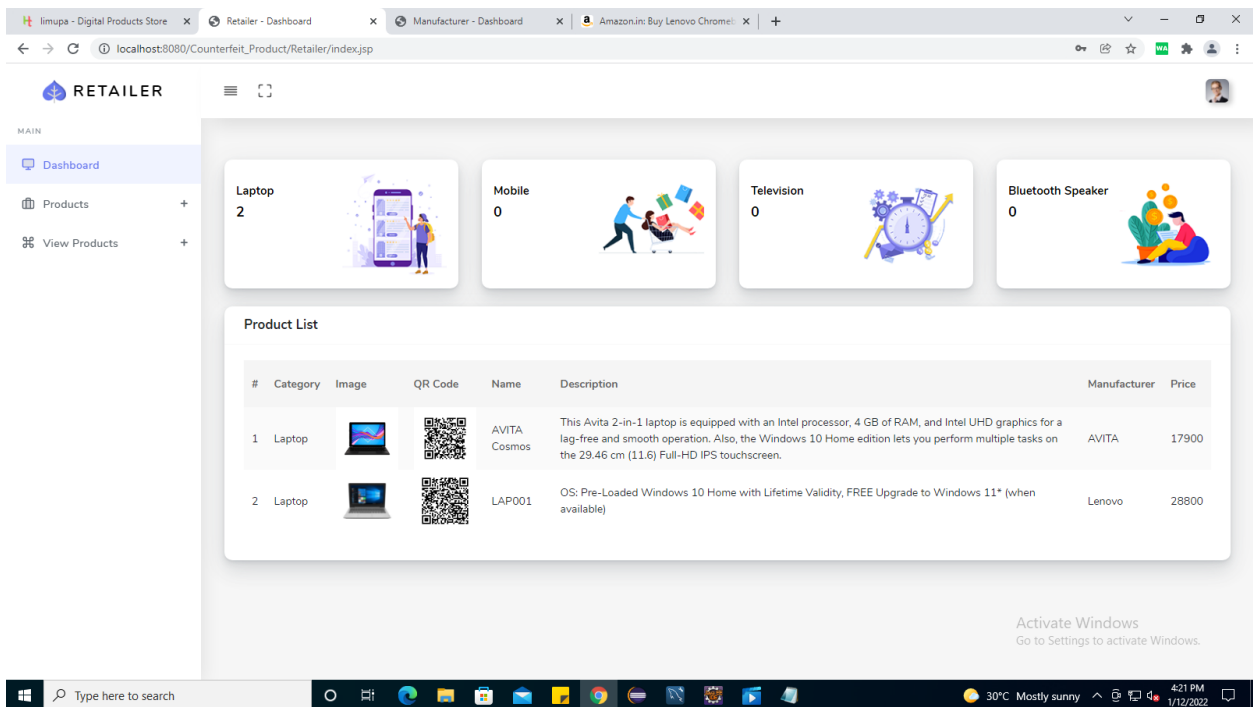 limupa - Digital Products Store
Retailer - Dashboard
Manufacturer - Dashboard
Amazon.in: Buy Lenovo Chromeb
localhost:8080/Counterfeit_Product/Retailer/index.jsp
WA
RETAILER
MAIN
Dashboard
Products +
View Products +
Laptop
2
Mobile
0
Television
0
Bluetooth Speaker
0
Product List
# Category Image QR Code Name Description Manufacturer Price
1 Laptop AVITA Cosmos This Avita 2-in-1 laptop is equipped with an Intel processor, 4 GB of RAM, and Intel UHD graphics for a
lag-free and smooth operation. Also, the Windows 10 Home edition lets you perform multiple tasks on
the 29.46 cm (11.6) Full-HD IPS touchscreen. AVITA 17900
2 Laptop LAP001 OS: Pre-Loaded Windows 10 Home with Lifetime Validity, FREE Upgrade to Windows 11* (when
available) Lenovo 28800
Activate Windows
Go to Settings to activate Windows.
Type here to search
30°C Mostly sunny
4:21 PM
1/12/2022